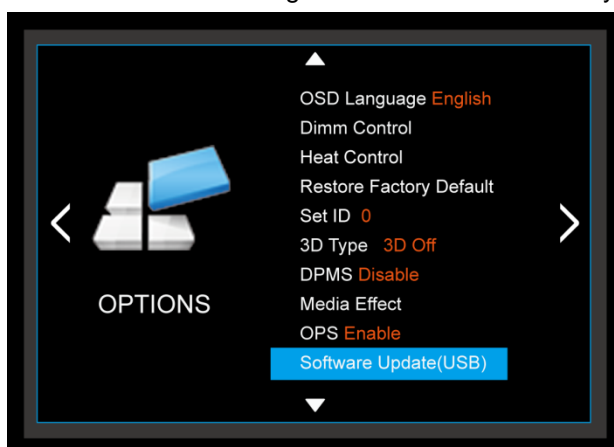 OSD Language English
Dimm Control
Heat Control
Restore Factory Default
Set ID 0
3D Type 3D Off
DPMS Disable
OPTIONS
Media Effect
OPS Enable
Software Update(USB)